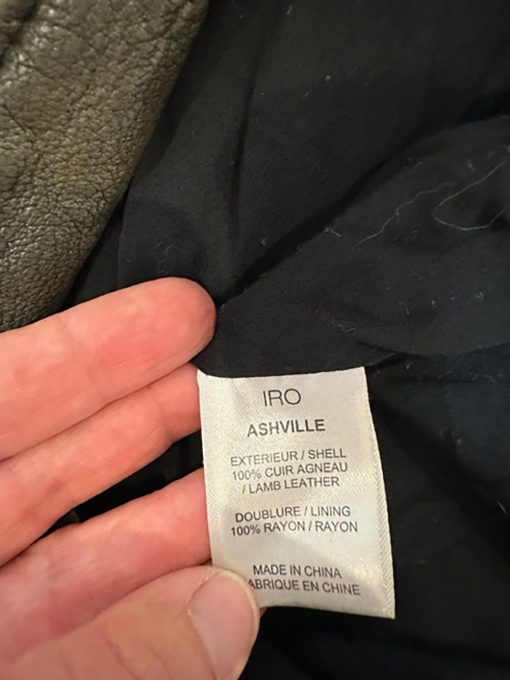 IRO
ASHVILLE
EXTERIEUR / SHELL
100% CUIR AGNEAU
/ LAMB LEATHER
DOUBLURE / LINING
100% RAYON / RAYON
MADE IN CHINA
ABRIQUE EN CHINE